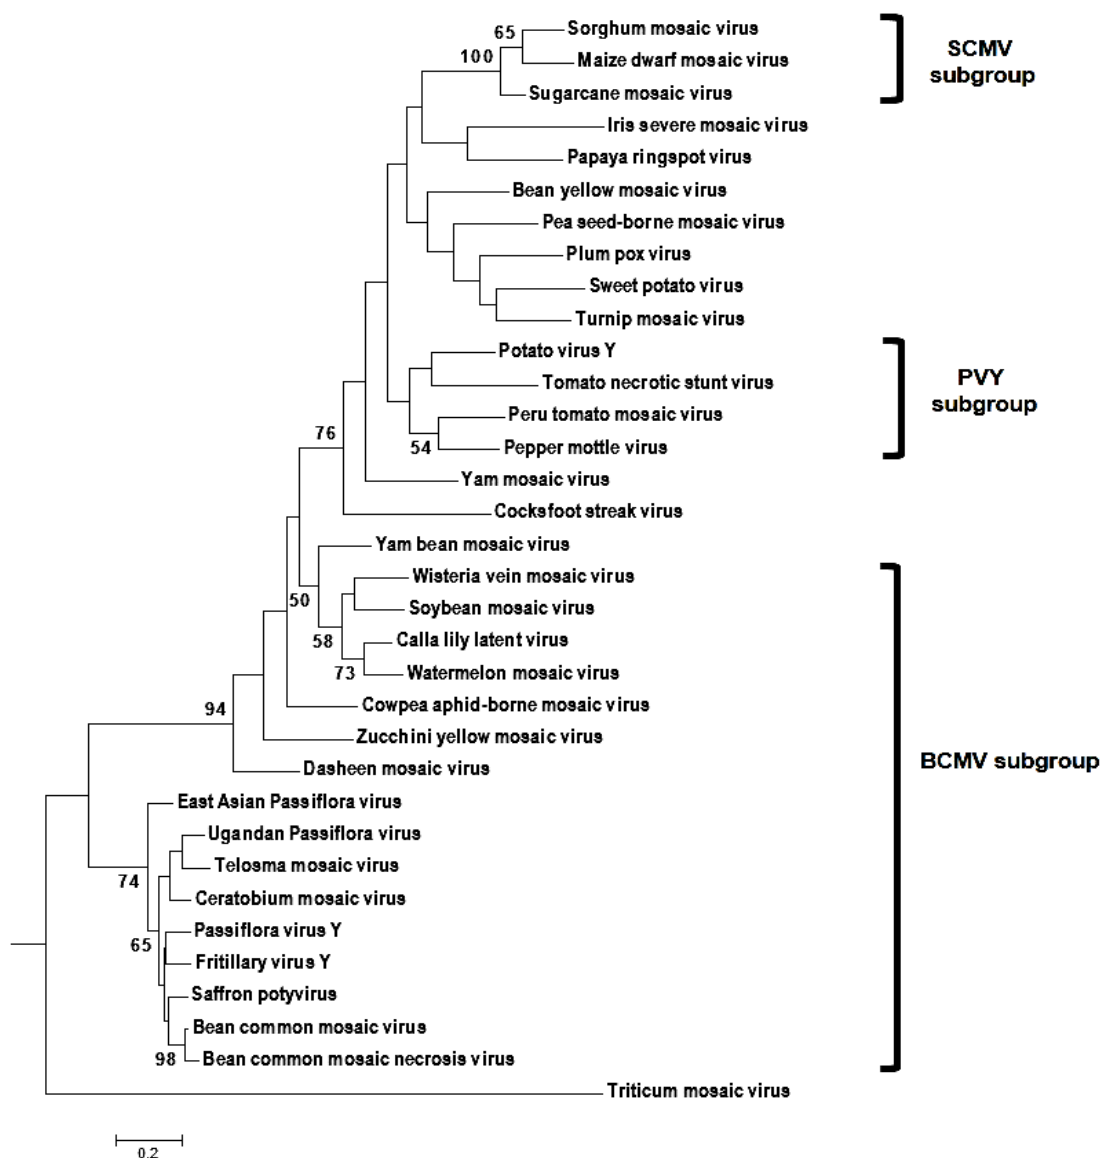 65
Sorghum mosaic virus
100
Maize dwarf mosaic virus
Sugarcane mosaic virus
SCMV
subgroup
Iris severe mosaic virus
Papaya ringspot virus
Bean yellow mosaic virus
Pea seed-borne mosaic virus
Plum pox virus
Sweet potato virus
Turnip mosaic virus
Potato virus Y
Tomato necrotic stunt virus
PVY
subgroup
Peru tomato mosaic virus
76
54
Pepper mottle virus
Yam mosaic virus
Cocksfoot streak virus
Yam bean mosaic virus
Wisteria vein mosaic virus
50
Soybean mosaic virus
58
Calla lily latent virus
73
Watermelon mosaic virus
94
Cowpea aphid-borne mosaic virus
Zucchini yellow mosaic virus
BCMV subgroup
Dasheen mosaic virus
East Asian Passiflora virus
Ugandan Passiflora virus
Telosma mosaic virus
74
Ceratobium mosaic virus
Passiflora virus Y
65
Fritillary virus Y
Saffron potyvirus
Bean common mosaic virus
98
Bean common mosaic necrosis virus
Triticum mosaic virus
0.2